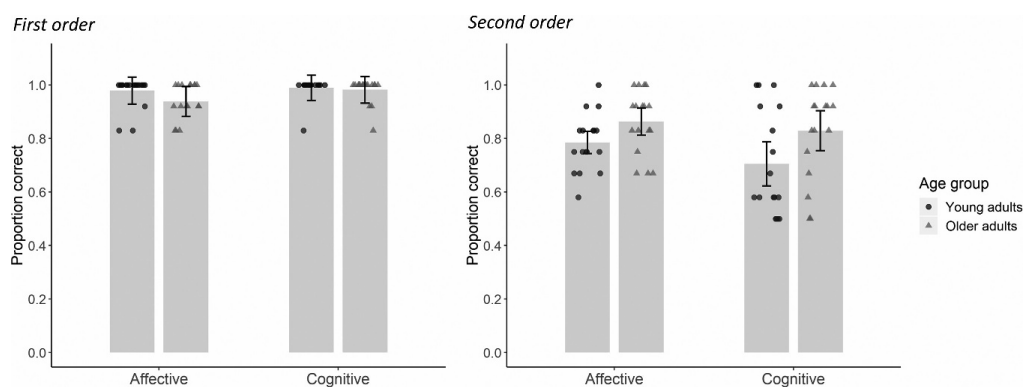 First order
Proportion correct
1.0
0.8
0.6
0.4
0.2
0.0
Affective
Cognitive
Second order
Proportion correct
1.0
0.8
0.6
0.4
0.2
0.0
Affective
Cognitive
Age group
Young adults
Older adults